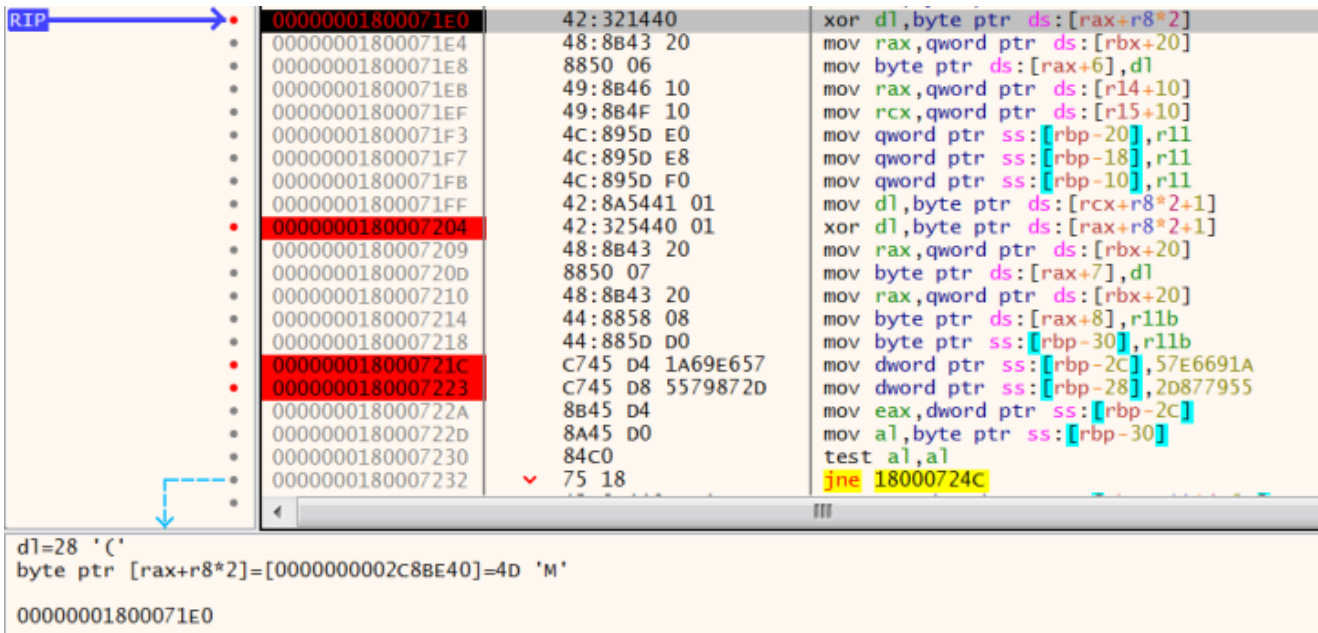 RIP 00000001800071E0 42:321440 xor dl,byte ptr ds:[rax+r8*2]
00000001800071E4 48:8B43 20 mov rax,qword ptr ds:[rbx+20]
00000001800071E8 8850 06 mov byte ptr ds:[rax+6],dl
00000001800071EB 49:8B46 10 mov rax,qword ptr ds:[r14+10]
00000001800071EF 49:8B4F 10 mov rcx,qword ptr ds:[r15+10]
00000001800071F3 4C:895D E0 mov qword ptr ss:[rbp-20],r11
00000001800071F7 4C:895D E8 mov qword ptr ss:[rbp-18],r11
00000001800071FB 4C:895D F0 mov qword ptr ss:[rbp-10],r11
00000001800071FF 42:8A5441 01 mov dl,byte ptr ds:[rcx+r8*2+1]
0000000180007204 42:325440 01 xor dl,byte ptr ds:[rax+r8*2+1]
0000000180007209 48:8B43 20 mov rax,qword ptr ds:[rbx+20]
000000018000720D 8850 07 mov byte ptr ds:[rax+7],dl
0000000180007210 48:8B43 20 mov rax,qword ptr ds:[rbx+20]
0000000180007214 44:8858 08 mov byte ptr ds:[rax+8],r11b
0000000180007218 44:885D D0 mov byte ptr ss:[rbp-30],r11b
000000018000721C C745 D4 1A69E657 mov dword ptr ss:[rbp-2C],57E6691A
0000000180007223 C745 D8 5579872D mov dword ptr ss:[rbp-28],2D877955
000000018000722A 8B45 D4 mov eax,dword ptr ss:[rbp-2C]
000000018000722D 8A45 D0 mov al,byte ptr ss:[rbp-30]
0000000180007230 84C0 test al,al
0000000180007232 75 18 jne 18000724C
dl=28 '('
byte ptr [rax+r8*2]=[0000000002C8BE40]=4D 'M'
00000001800071E0